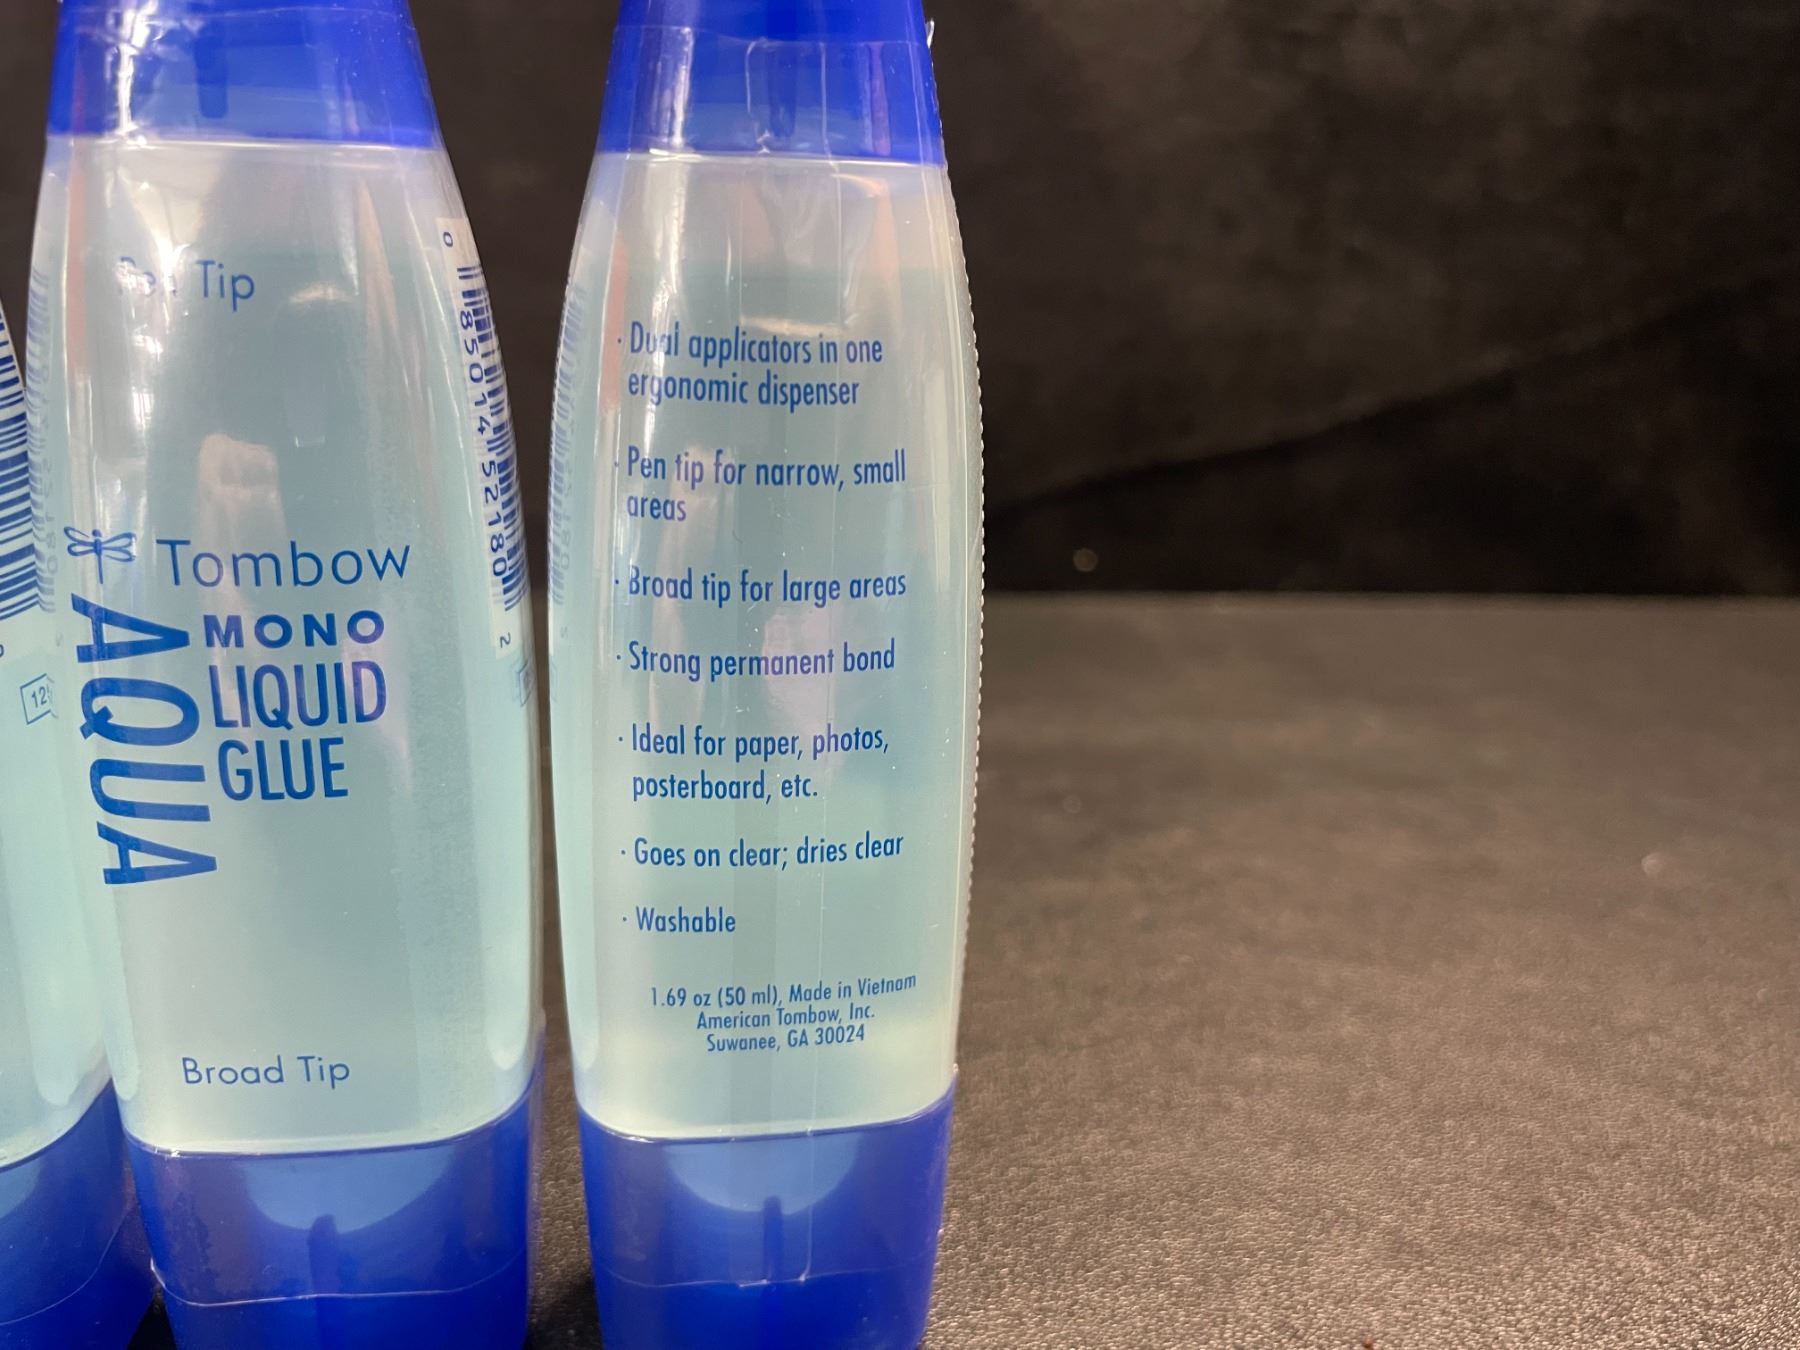 Pen Tip
Tombow
AQUA
MONO
LIQUID
GLUE
Broad Tip
0 85014 52180 2
· Dual applicators in one
ergonomic dispenser
· Pen tip for narrow, small
areas
· Broad tip for large areas
· Strong permanent bond
· Ideal for paper, photos,
posterboard, etc.
· Goes on clear; dries clear
· Washable
1.69 oz (50 ml), Made in Vietnam
American Tombow, Inc.
Suwanee, GA 30024